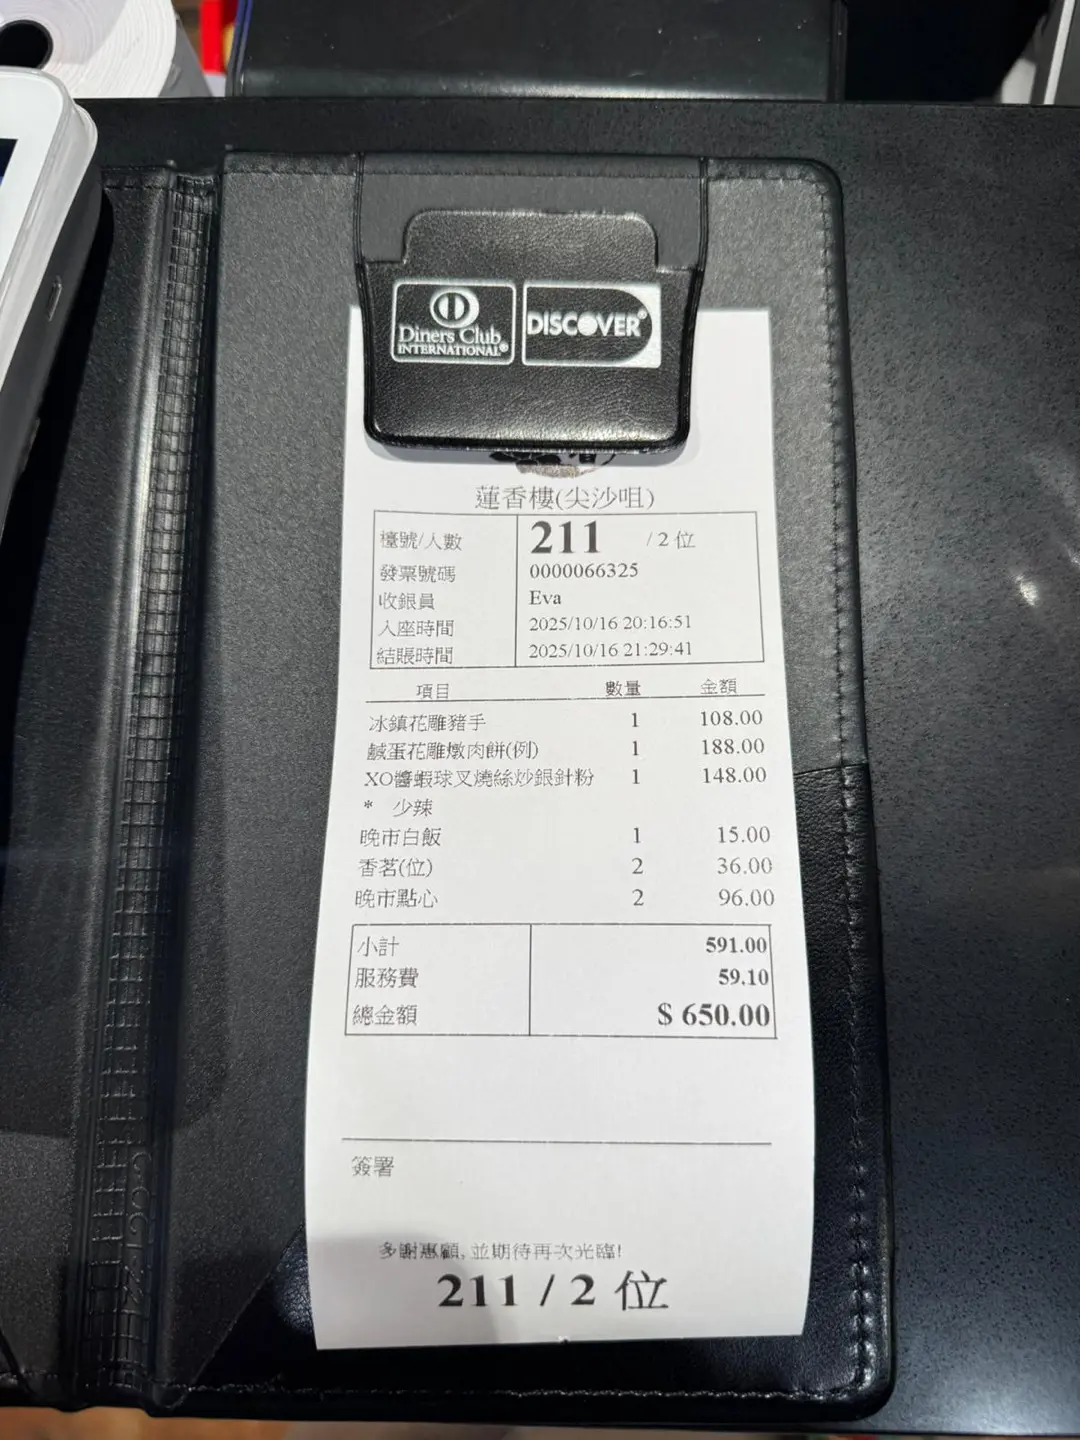 Diners Club
INTERNATIONAL®
DISCOVER®
蓮香樓(尖沙咀)
檯號/人數 211 / 2 位
發票號碼 0000066325
收銀員 Eva
入座時間 2025/10/16 20:16:51
結賬時間 2025/10/16 21:29:41
項目 數量 金額
冰鎮花雕豬手 1 108.00
鹹蛋花雕燉肉餅(例) 1 188.00
XO醬蝦球叉燒絲炒銀針粉 1 148.00
* 少辣
晚市白飯 1 15.00
香茗(位) 2 36.00
晚市點心 2 96.00
小計 591.00
服務費 59.10
總金額 $ 650.00
簽署
多謝惠顧, 並期待再次光臨!
211 / 2 位